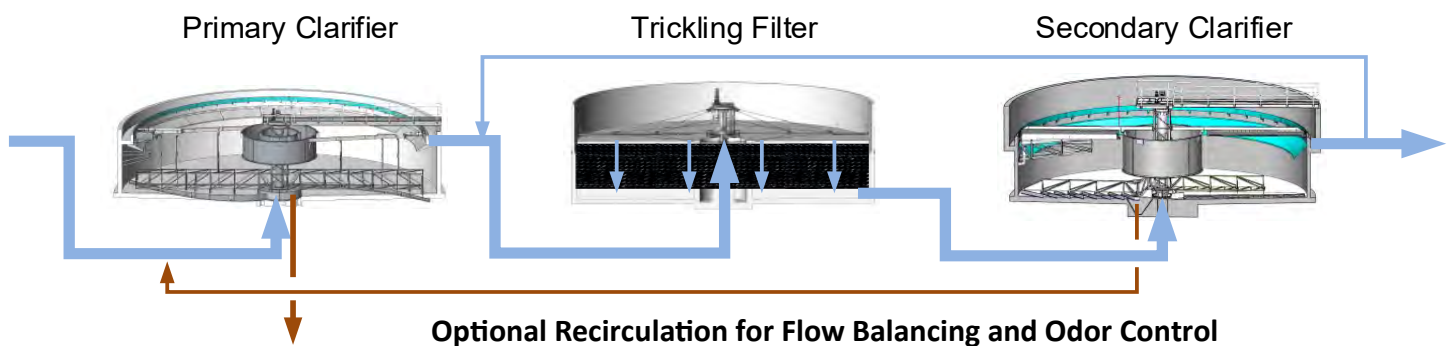 Primary Clarifier
Trickling Filter
Secondary Clarifier
Optional Recirculation for Flow Balancing and Odor Control